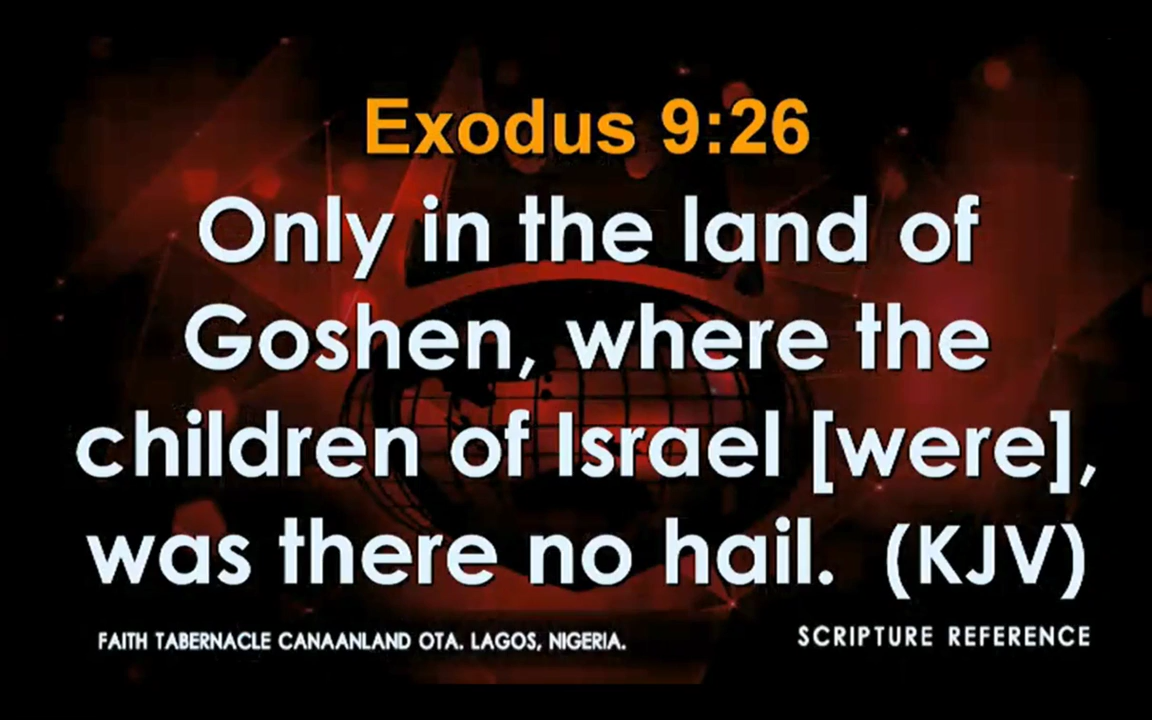 Exodus 9:26
Only in the land of
Goshen, where the
children of Israel [were],
was there no hail. (KJV)
FAITH TABERNACLE CANAANLAND OTA. LAGOS, NIGERIA.
SCRIPTURE REFERENCE